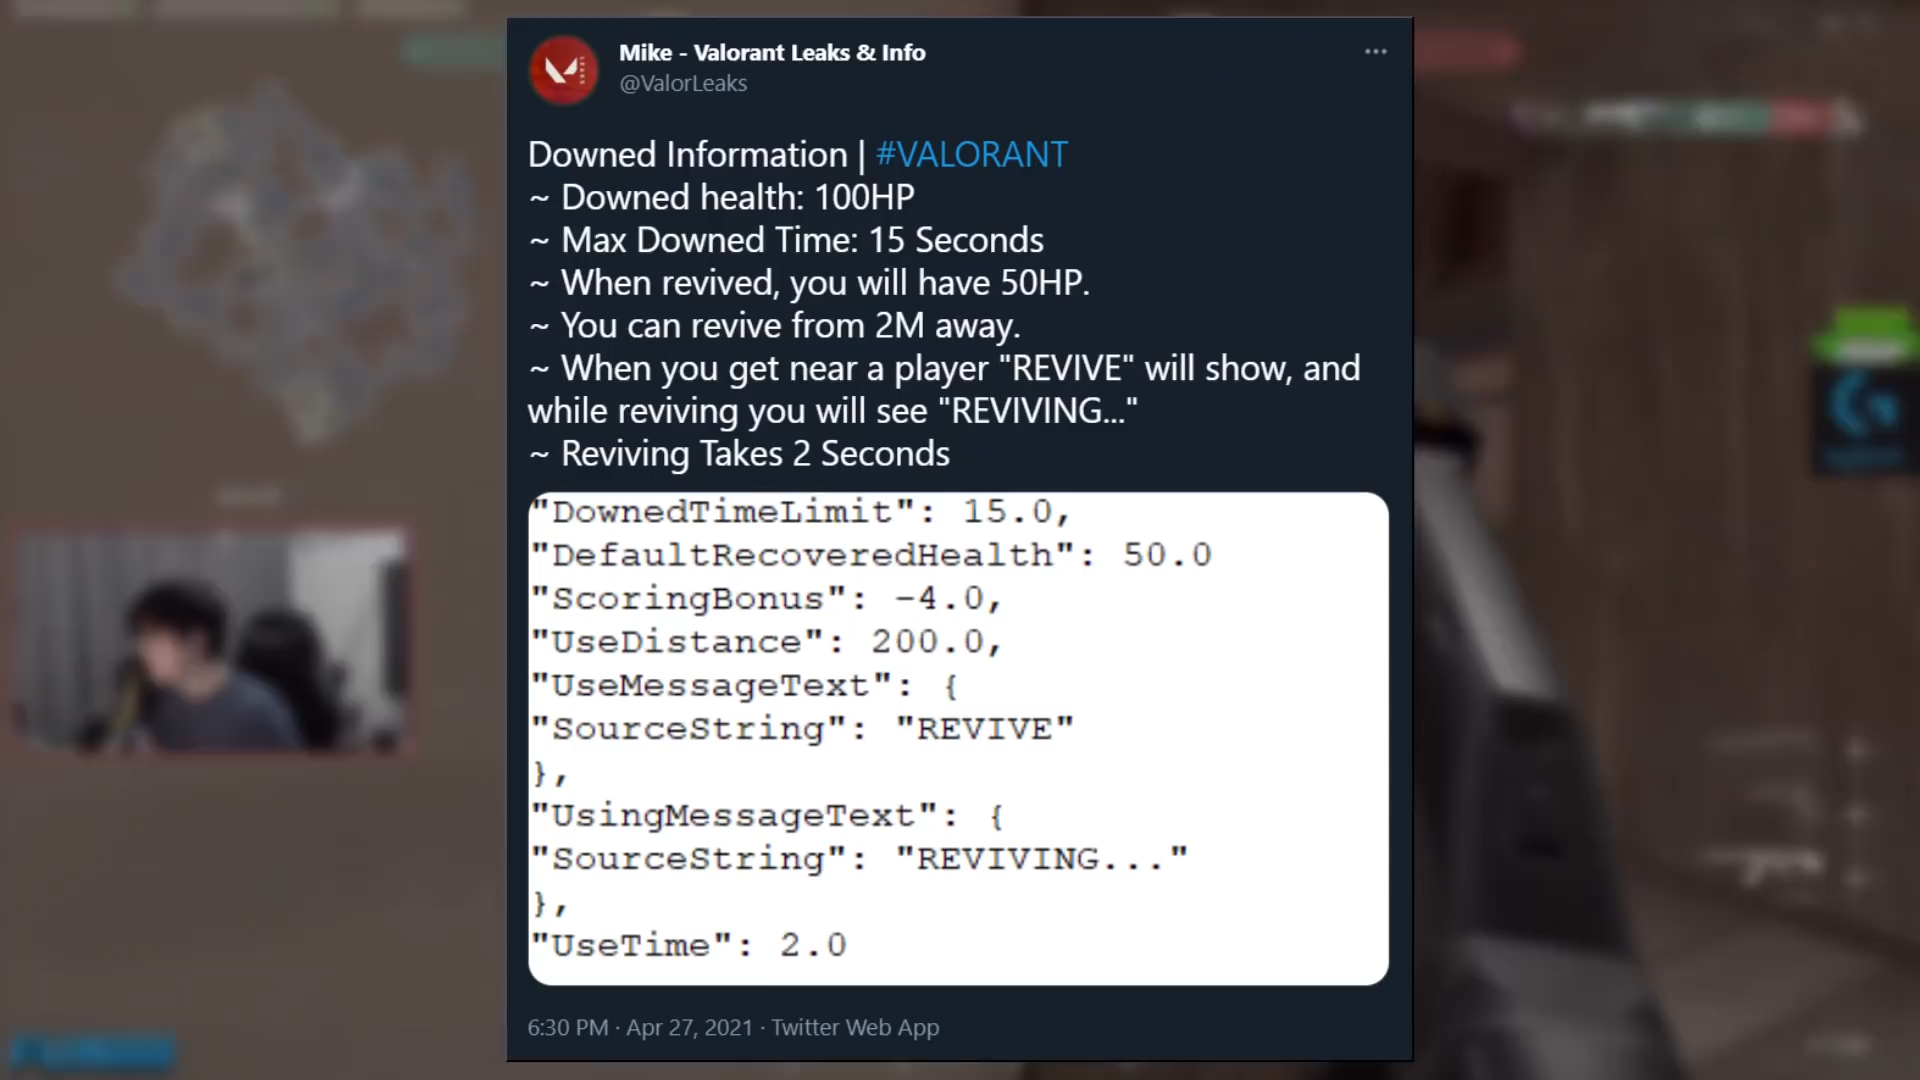 Mike - Valorant Leaks & Info
@ValorLeaks
Downed Information | #VALORANT
~ Downed health: 100HP
~ Max Downed Time: 15 Seconds
~ When revived, you will have 50HP.
~ You can revive from 2M away.
~ When you get near a player "REVIVE" will show, and
while reviving you will see "REVIVING..."
~ Reviving Takes 2 Seconds
"DownedTimeLimit": 15.0,
"DefaultRecoveredHealth": 50.0
"ScoringBonus": -4.0,
"UseDistance": 200.0,
"UseMessageText": {
"SourceString": "REVIVE"
},
"UsingMessageText": {
"SourceString": "REVIVING..."
},
"UseTime": 2.0
6:30 PM · Apr 27, 2021 · Twitter Web App